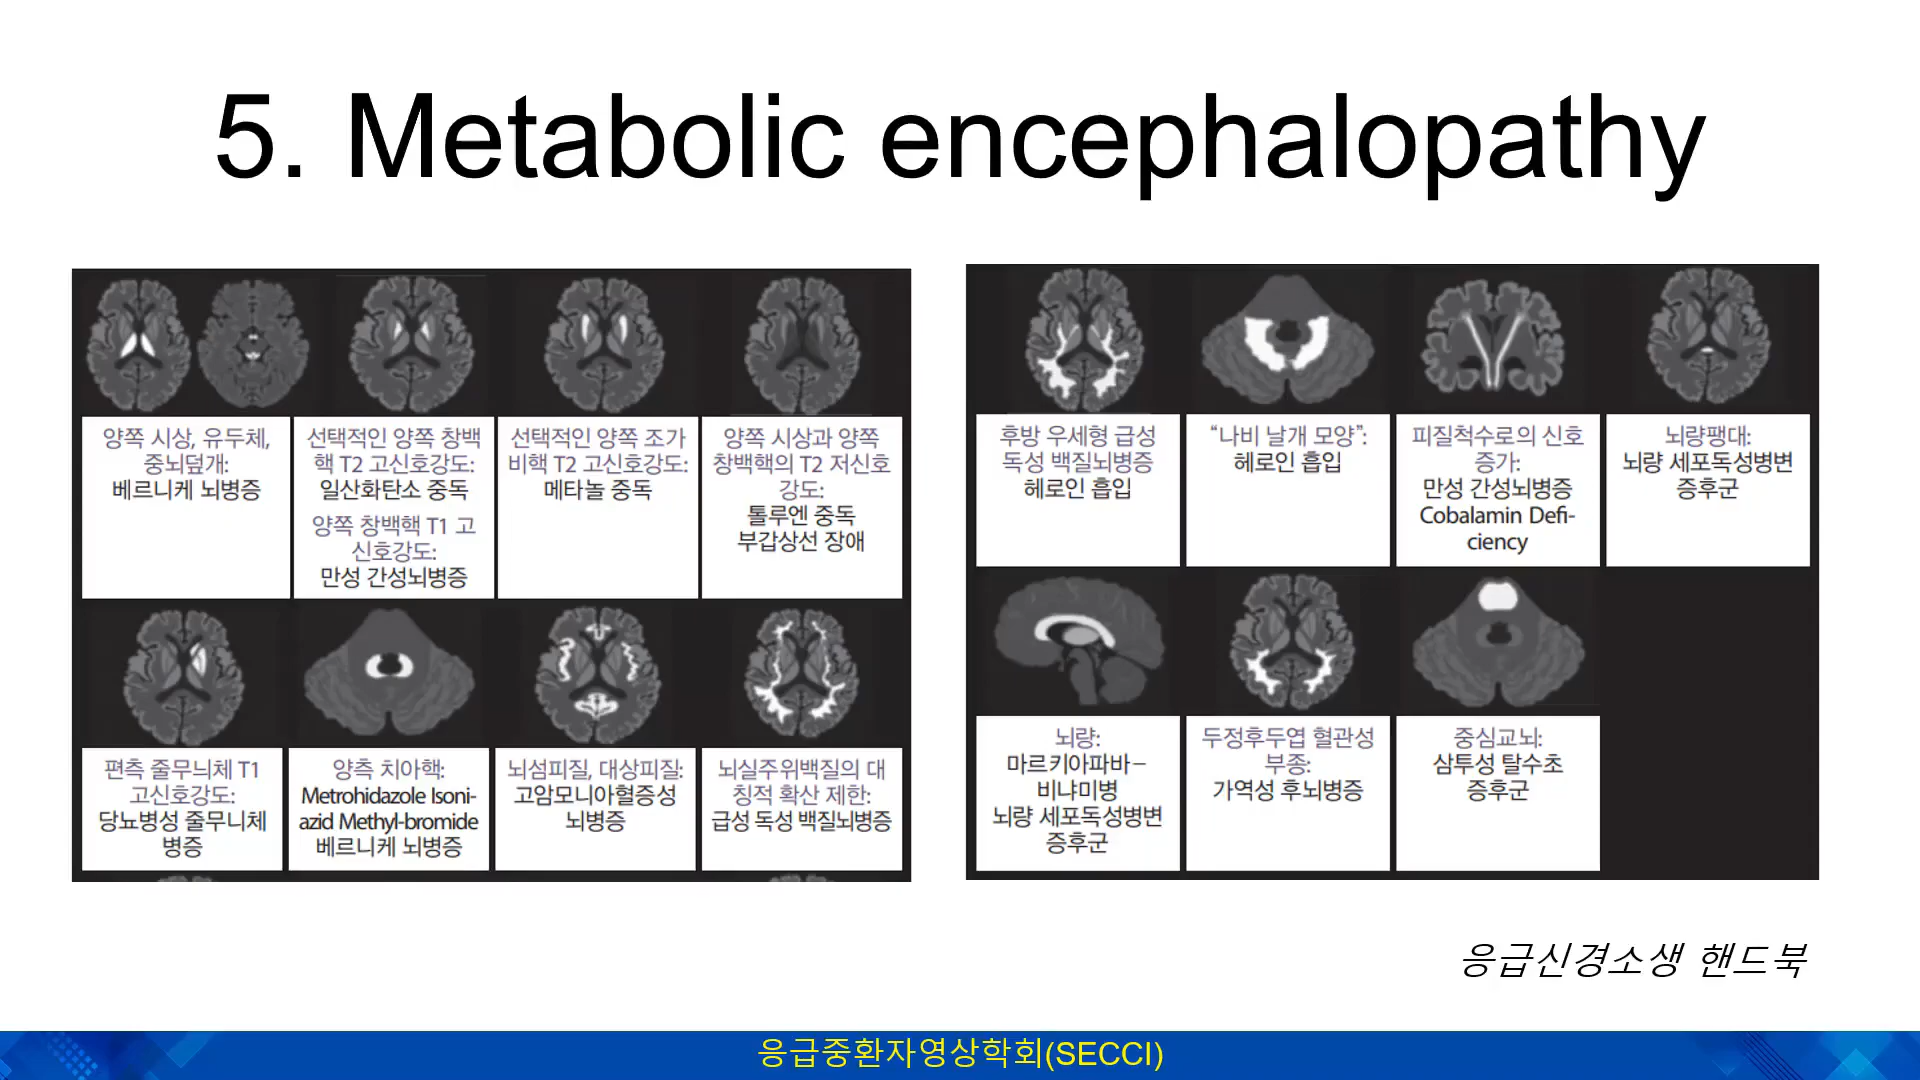 5. Metabolic encephalopathy
양쪽 시상, 유두체,
중뇌덮개:
베르니케 뇌병증
선택적인 양쪽 창백
핵 T2 고신호강도:
일산화탄소 중독
양쪽 창백핵 T1 고
신호강도:
만성 간성뇌병증
선택적인 양쪽 조가
비핵 T2 고신호강도:
메타놀 중독
양쪽 시상과 양쪽
창백핵의 T2 저신호
강도:
톨루엔 중독
부갑상선 장애
편측 줄무늬체 T1
고신호강도:
당뇨병성 줄무니체
병증
양측 치아핵:
Metrohidazole Isoni-
azid Methyl-bromide
베르니케 뇌병증
뇌섬피질, 대상피질:
고암모니아혈증성
뇌병증
뇌실주위백질의 대
칭적 확산 제한:
급성 독성 백질뇌병증
후방 우세형 급성
독성 백질뇌병증
헤로인 흡입
“나비 날개 모양”:
헤로인 흡입
피질척수로의 신호
증가:
만성 간성뇌병증
Cobalamin Defi-
ciency
뇌량팽대:
뇌량 세포독성병변
증후군
뇌량:
마르키아파바–
비냐미병
뇌량 세포독성병변
증후군
두정후두엽 혈관성
부종:
가역성 후뇌병증
중심교뇌:
삼투성 탈수초
증후군
응급신경소생 핸드북
응급중환자영상학회(SECCI)